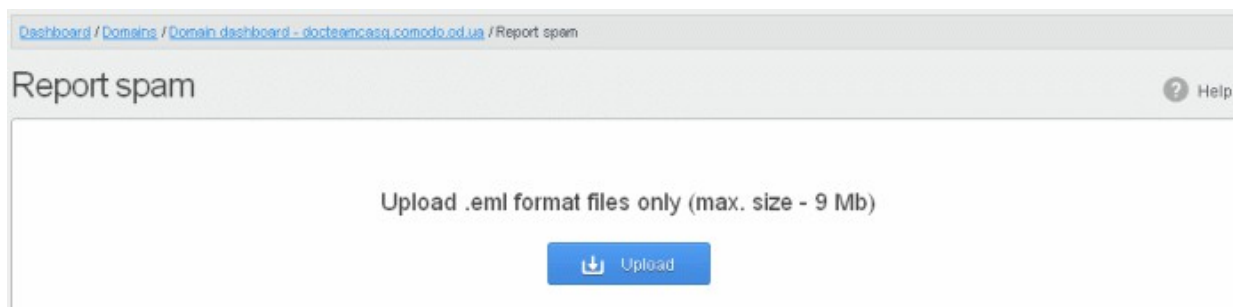 Dashboard / Domains / Domain dashboard - docteamcasg.comodo.od.ua / Report spam
Report spam
Help
Upload .eml format files only (max. size - 9 Mb)
Upload